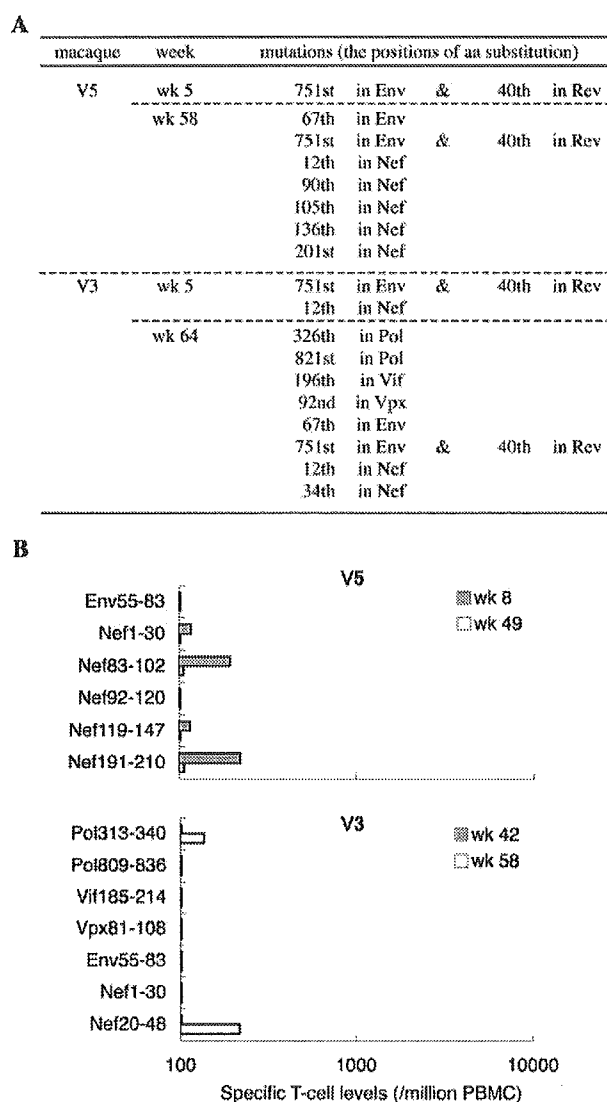 A
macaque week mutations (the positions of aa substitution)
V5 wk 5 751st in Env & 40th in Rev
wk 58 67th in Env
751st in Env & 40th in Rev
12th in Nef
90th in Nef
105th in Nef
136th in Nef
201st in Nef
V3 wk 5 751st in Env & 40th in Rev
12th in Nef
wk 64 326th in Pol
821st in Pol
196th in Vif
92nd in Vpx
67th in Env
751st in Env & 40th in Rev
12th in Nef
34th in Nef
B
V5
wk 8
wk 49
Env55-83
Nef1-30
Nef83-102
Nef92-120
Nef119-147
Nef191-210
V3
wk 42
wk 58
Pol313-340
Pol809-836
Vif185-214
Vpx81-108
Env55-83
Nef1-30
Nef20-48
100 1000 10000
Specific T-cell levels (/million PBMC)